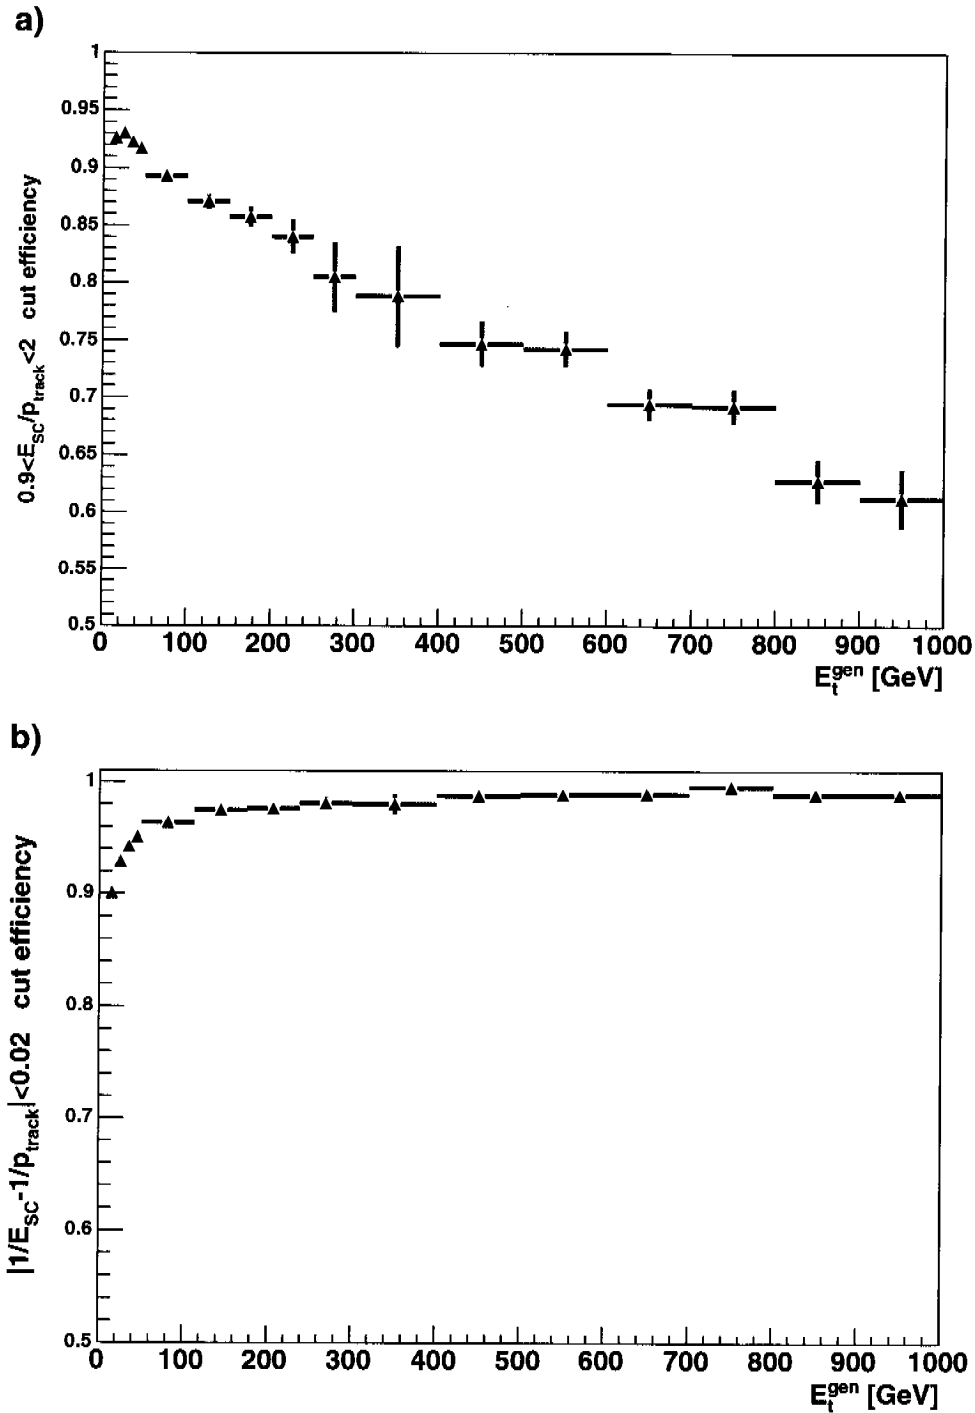 a)
1
0.95
0.9
0.85
0.8
0.75
0.7
0.65
0.6
0.55
0.5
0.9<E_SC/p_track<2 cut efficiency
0 100 200 300 400 500 600 700 800 900 1000
E_t^gen [GeV]
b)
1
0.9
0.8
0.7
0.6
0.5
|1/E_SC-1/p_track|<0.02 cut efficiency
0 100 200 300 400 500 600 700 800 900 1000
E_t^gen [GeV]